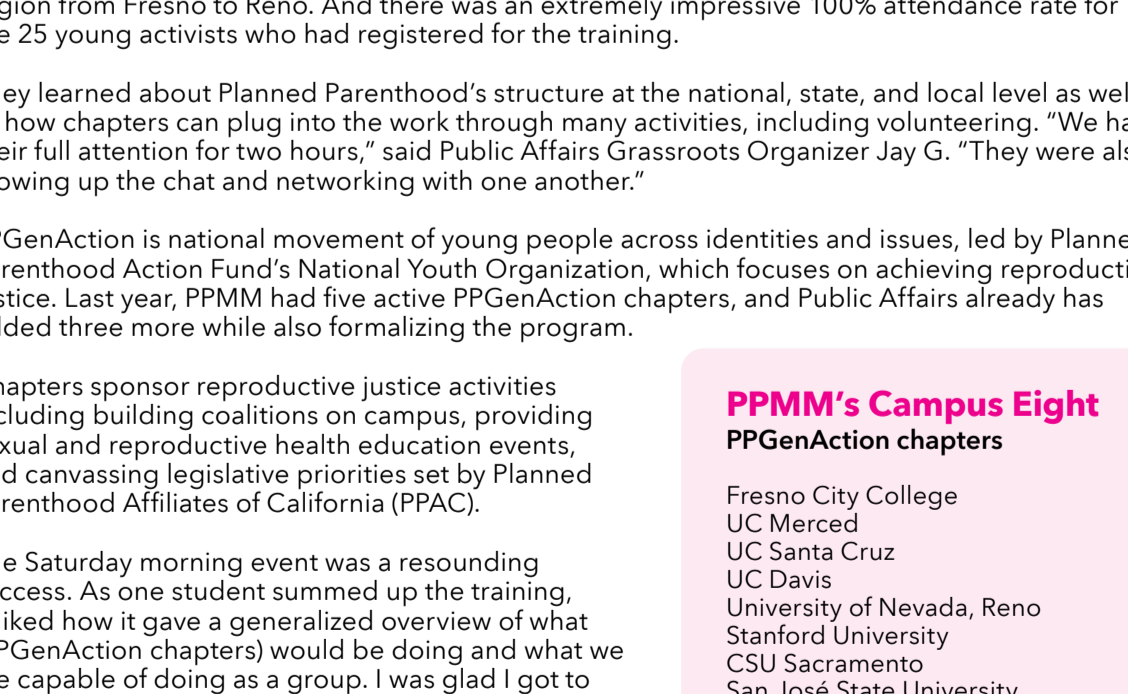 gion from Fresno to Reno. And there was an extremely impressive 100% attendance rate for
e 25 young activists who had registered for the training.
ey learned about Planned Parenthood’s structure at the national, state, and local level as wel
how chapters can plug into the work through many activities, including volunteering. “We ha
eir full attention for two hours,” said Public Affairs Grassroots Organizer Jay G. “They were als
owing up the chat and networking with one another.”
PGenAction is national movement of young people across identities and issues, led by Planne
renthood Action Fund’s National Youth Organization, which focuses on achieving reproducti
stice. Last year, PPMM had five active PPGenAction chapters, and Public Affairs already has
ded three more while also formalizing the program.
hapters sponsor reproductive justice activities
cluding building coalitions on campus, providing
xual and reproductive health education events,
d canvassing legislative priorities set by Planned
renthood Affiliates of California (PPAC).
e Saturday morning event was a resounding
ccess. As one student summed up the training,
iked how it gave a generalized overview of what
PGenAction chapters) would be doing and what we
e capable of doing as a group. I was glad I got to
PPMM’s Campus Eight
PPGenAction chapters
Fresno City College
UC Merced
UC Santa Cruz
UC Davis
University of Nevada, Reno
Stanford University
CSU Sacramento
San José State University